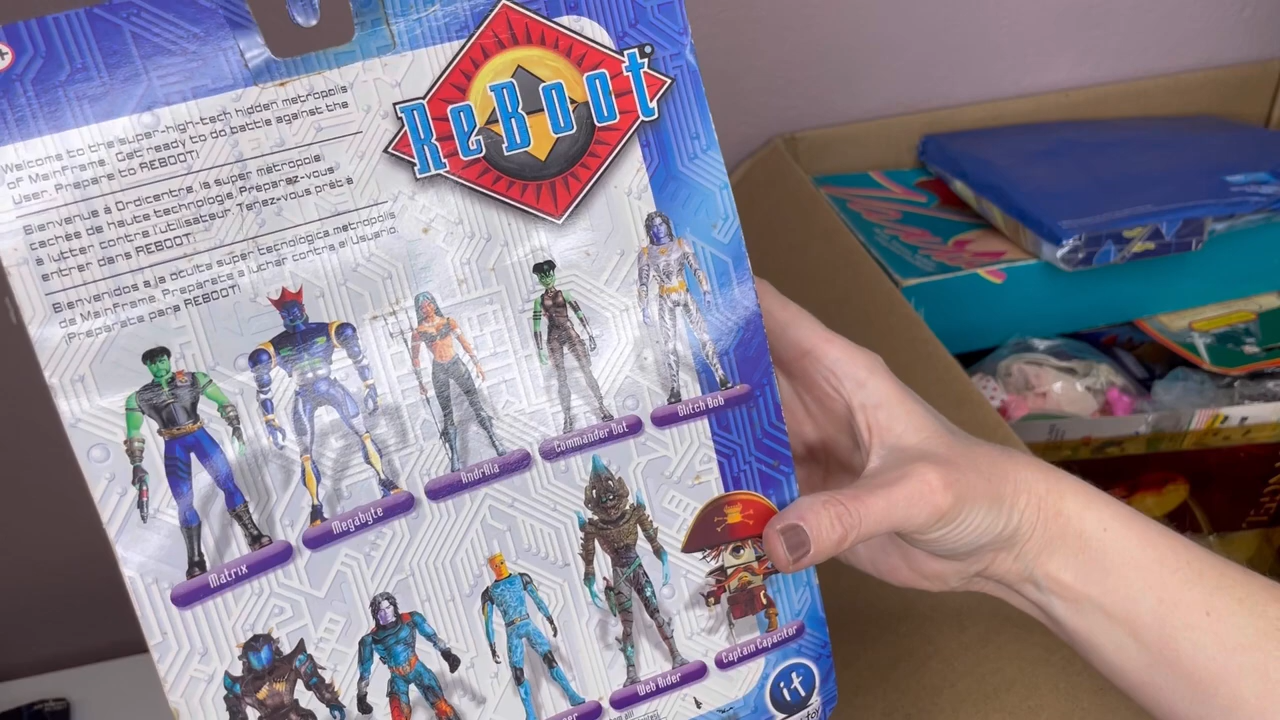 ReBoot
Welcome to the super-high-tech hidden metropolis
of MainFrame. Get ready to do battle against the
User. Prepare to REBOOT!
Bienvenue à Ordicentre, la super métropole
cachée de haute technologie. Préparez-vous
à lutter contre l'utilisateur. Tenez-vous prêt à
entrer dans REBOOT!
Bienvenidos a la oculta super tecnológica metropolis
de MainFrame. Prepárate a luchar contra el Usuario.
¡Prepárate para REBOOT!
Glitch Bob
Commander Dot
AndrAIa
Megabyte
Matrix
Captain Capacitor
Web Rider
it
toy